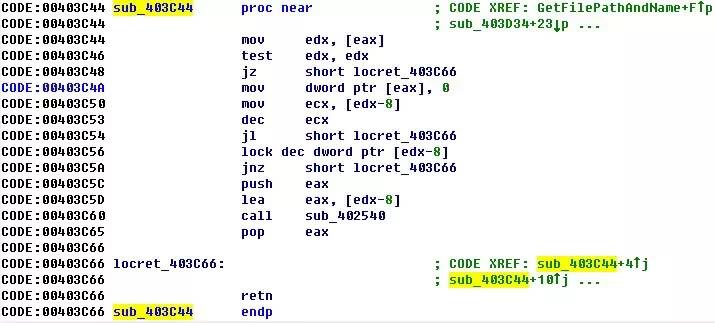 CODE:00403C44 sub_403C44 proc near ; CODE XREF: GetFilePathAndName+F↑p
CODE:00403C44 ; sub_403D34+23↓p ...
CODE:00403C44 mov edx, [eax]
CODE:00403C46 test edx, edx
CODE:00403C48 jz short locret_403C66
CODE:00403C4A mov dword ptr [eax], 0
CODE:00403C50 mov ecx, [edx-8]
CODE:00403C53 dec ecx
CODE:00403C54 jl short locret_403C66
CODE:00403C56 lock dec dword ptr [edx-8]
CODE:00403C5A jnz short locret_403C66
CODE:00403C5C push eax
CODE:00403C5D lea eax, [edx-8]
CODE:00403C60 call sub_402540
CODE:00403C65 pop eax
CODE:00403C66
CODE:00403C66 locret_403C66: ; CODE XREF: sub_403C44+4↑j
CODE:00403C66 ; sub_403C44+10↑j ...
CODE:00403C66 retn
CODE:00403C66 sub_403C44 endp